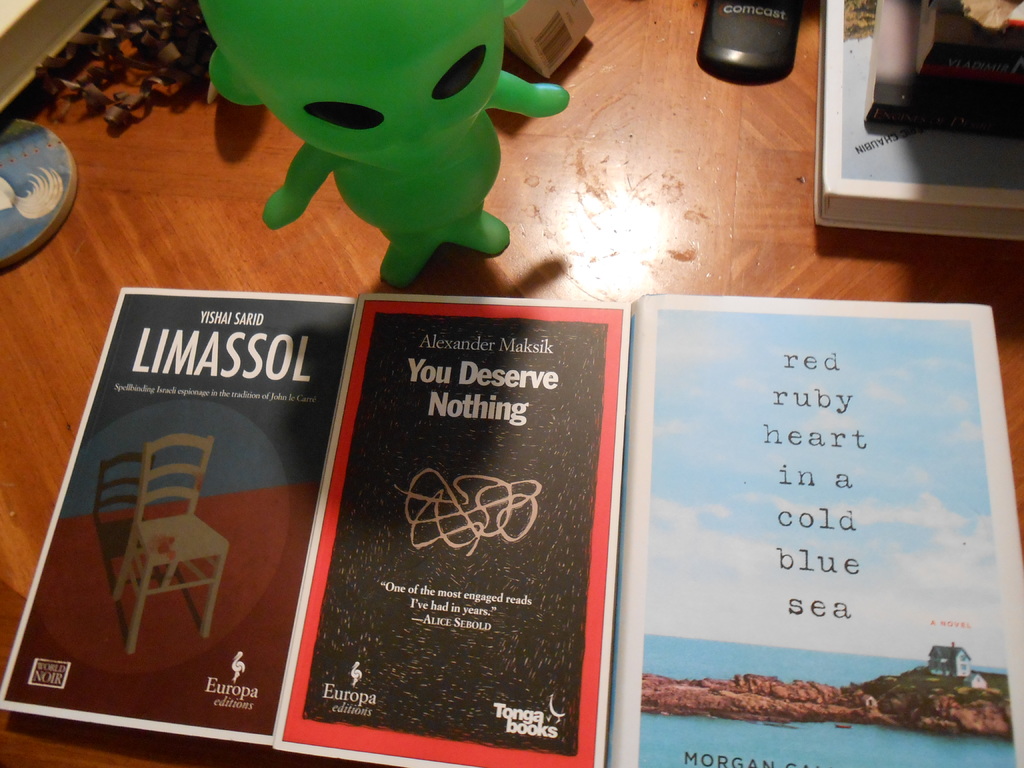 comcast.
VLADIMIR
CHAUBIN
YISHAI SARID
LIMASSOL
Spellbinding Israeli espionage in the tradition of John le Carré
WORLD
NOIR
Europa
editions
Alexander Maksik
You Deserve
Nothing
“One of the most engaged reads
I’ve had in years.”
—ALICE SEBOLD
Europa
editions
Tonga
books
red
ruby
heart
in a
cold
blue
sea
A NOVEL
MORGAN